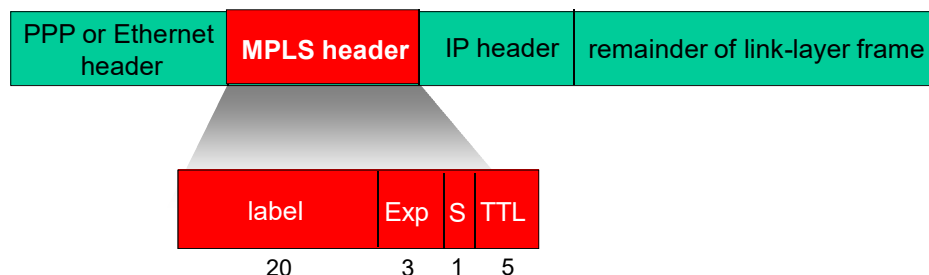 PPP or Ethernet
header
MPLS header
IP header
remainder of link-layer frame
label
Exp
S
TTL
20
3
1
5